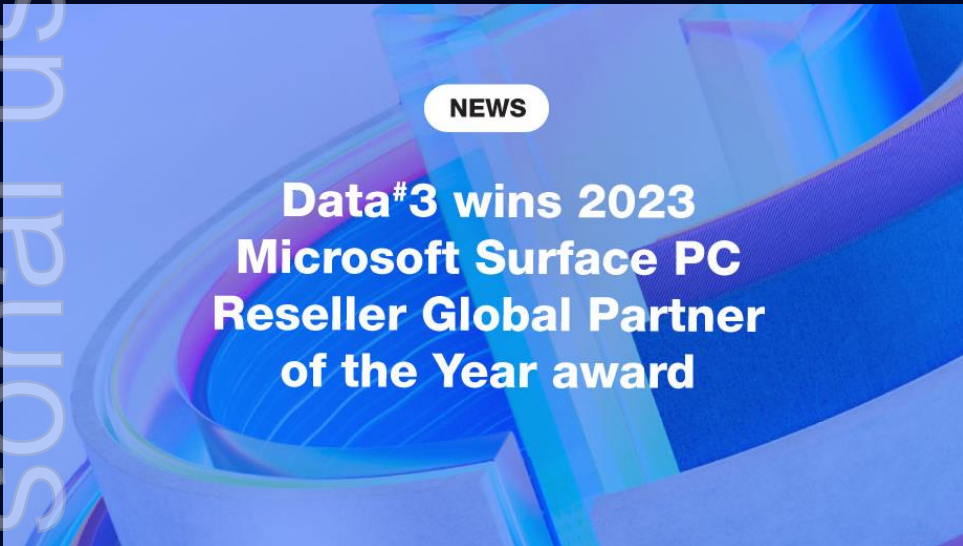 NEWS
Data#3 wins 2023
Microsoft Surface PC
Reseller Global Partner
of the Year award